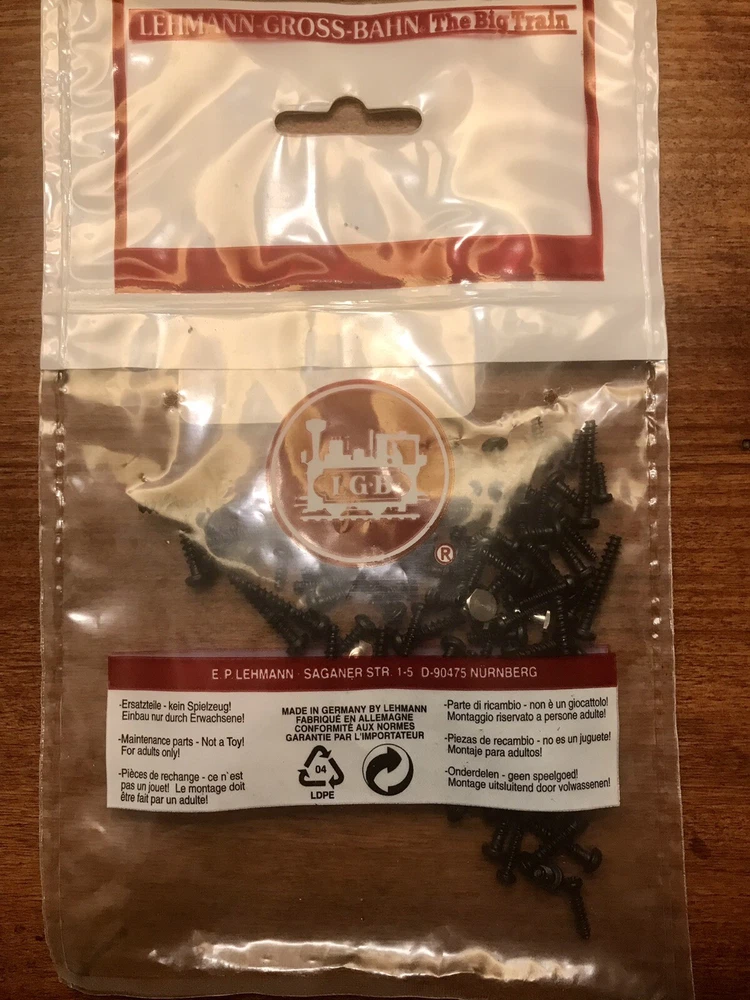 LEHMANN-GROSS-BAHN The Big Train
L·G·B
®
E. P. LEHMANN · SAGANER STR. 1-5 D-90475 NURNBERG
-Ersatzteile - kein Spielzeug!
Einbau nur durch Erwachsene!
-Maintenance parts - Not a Toy!
For adults only!
-Pièces de rechange - ce n`est
pas un jouet! Le montage doit
être fait par un adulte!
MADE IN GERMANY BY LEHMANN
FABRIQUÉ EN ALLEMAGNE
CONFORMITÉ AUX NORMES
GARANTIE PAR L'IMPORTATEUR
04
LDPE
-Parte di ricambio - non è un giocattolo!
Montaggio riservato a persone adulte!
-Piezas de recambio - no es un juguete!
Montaje para adultos!
-Onderdelen - geen speelgoed!
Montage uitsluitend door volwassenen!